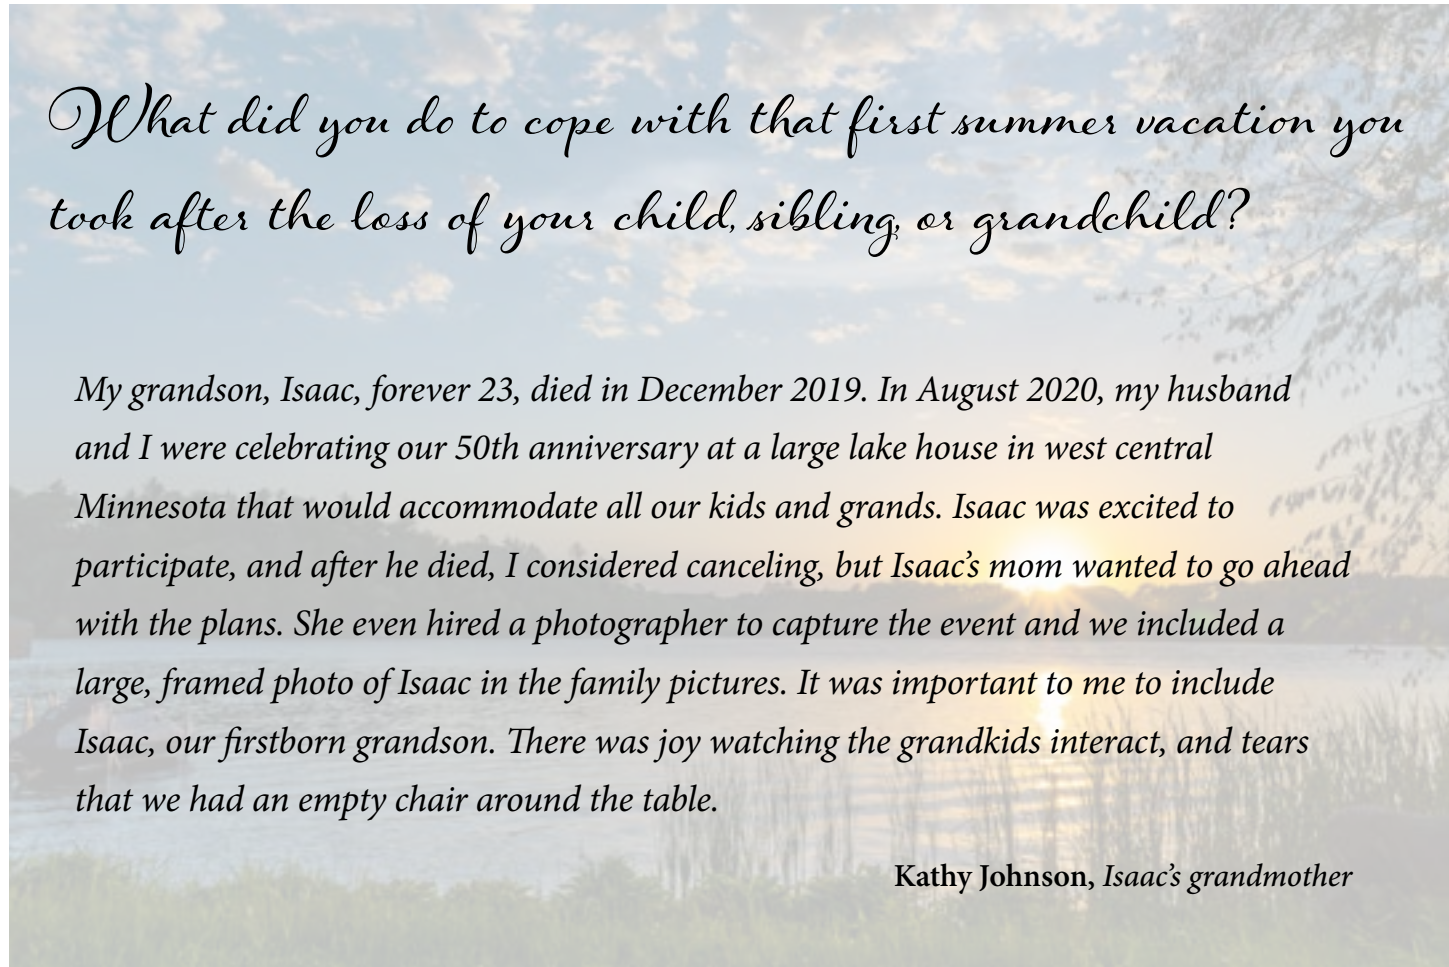 What did you do to cope with that first summer vacation you
took after the loss of your child, sibling, or grandchild?
My grandson, Isaac, forever 23, died in December 2019. In August 2020, my husband
and I were celebrating our 50th anniversary at a large lake house in west central
Minnesota that would accommodate all our kids and grands. Isaac was excited to
participate, and after he died, I considered canceling, but Isaac’s mom wanted to go ahead
with the plans. She even hired a photographer to capture the event and we included a
large, framed photo of Isaac in the family pictures. It was important to me to include
Isaac, our firstborn grandson. There was joy watching the grandkids interact, and tears
that we had an empty chair around the table.
Kathy Johnson, Isaac’s grandmother